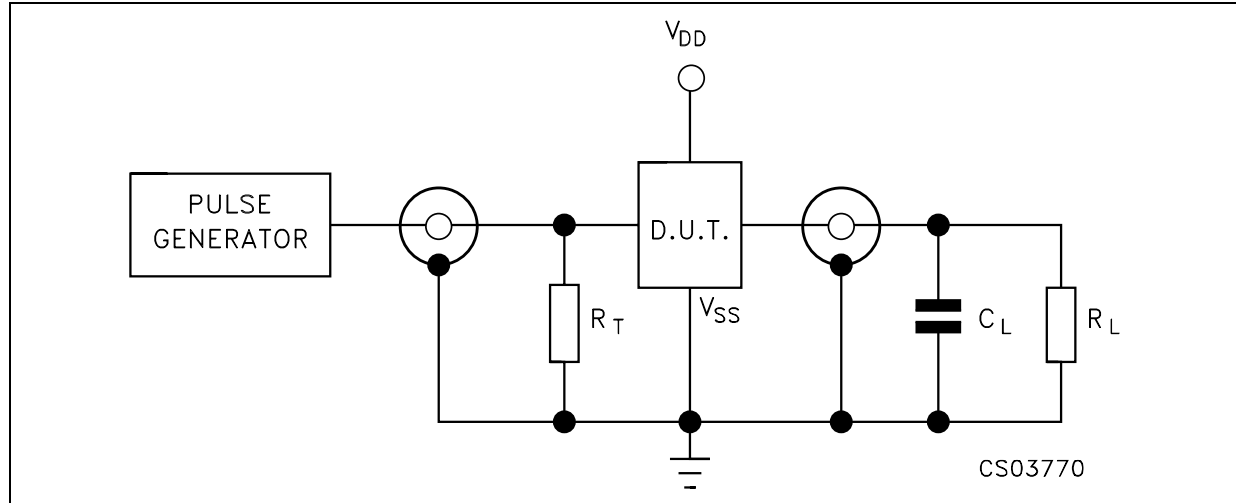 VDD
PULSE
GENERATOR
D.U.T.
VSS
RT
CL
RL
CS03770